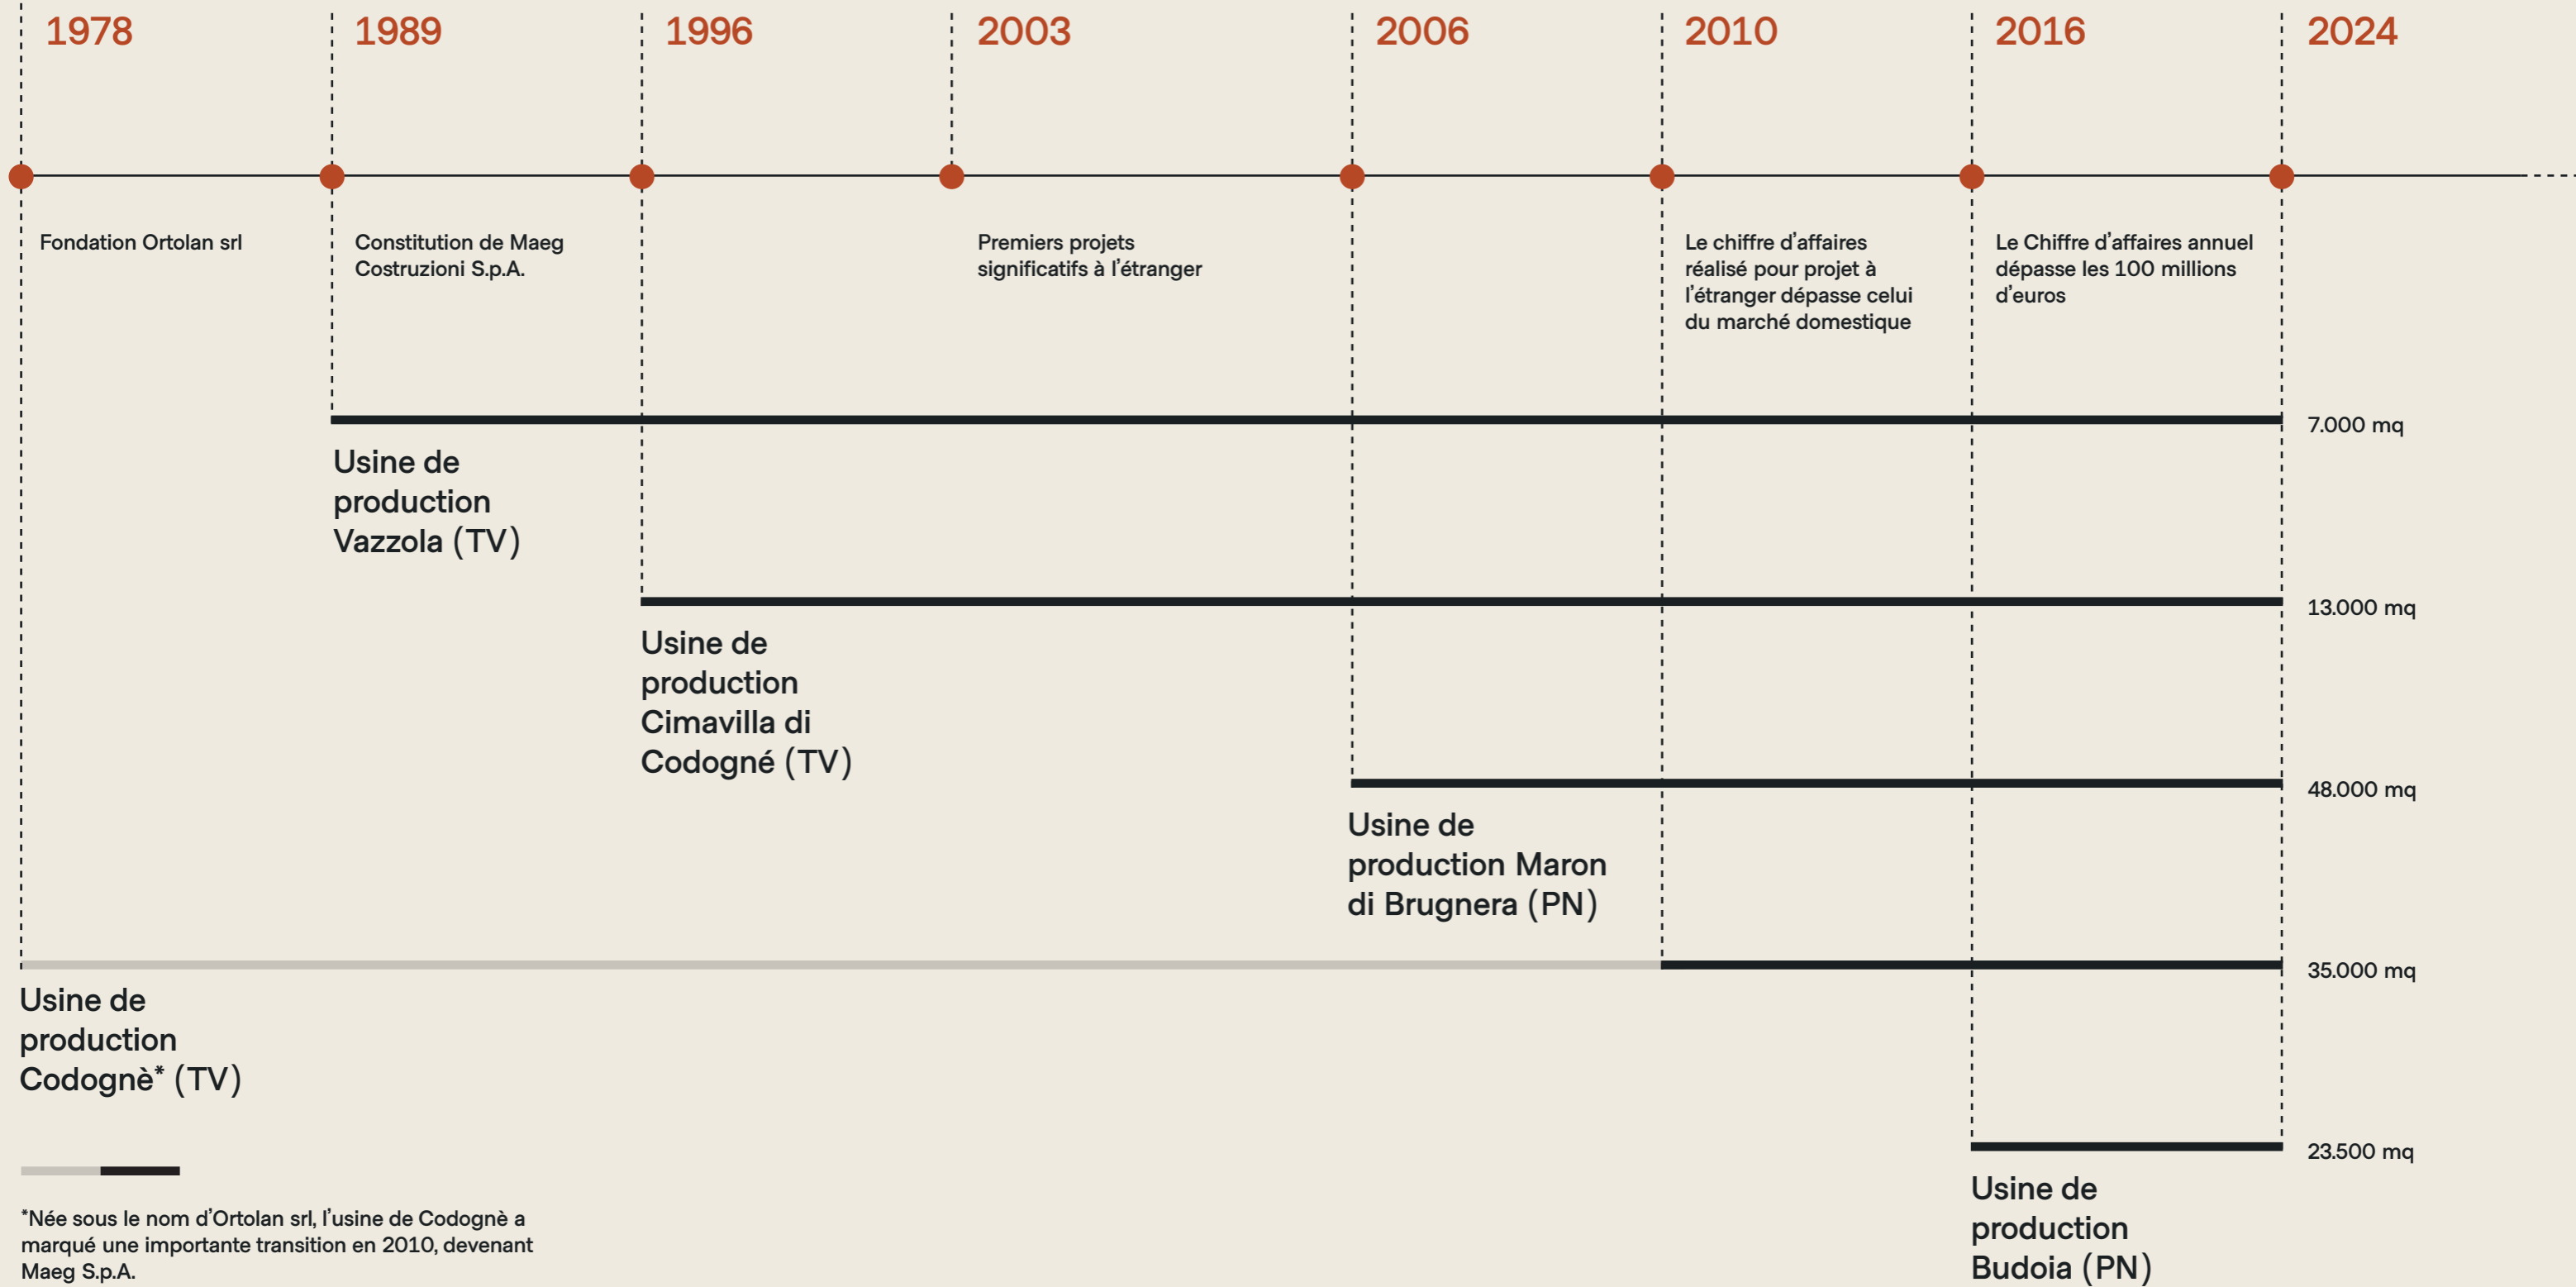 1978
1989
1996
2003
2006
2010
2016
2024
Fondation Ortolan srl
Constitution de Maeg
Costruzioni S.p.A.
Premiers projets
significatifs à l'étranger
Le chiffre d'affaires
réalisé pour projet à
l'étranger dépasse celui
du marché domestique
Le Chiffre d'affaires annuel
dépasse les 100 millions
d'euros
7.000 mq
Usine de
production
Vazzola (TV)
13.000 mq
Usine de
production
Cimavilla di
Codogné (TV)
48.000 mq
Usine de
production Maron
di Brugnera (PN)
35.000 mq
Usine de
production
Codognè* (TV)
23.500 mq
Usine de
production
Budoia (PN)
*Née sous le nom d'Ortolan srl, l'usine de Codognè a
marqué une importante transition en 2010, devenant
Maeg S.p.A.